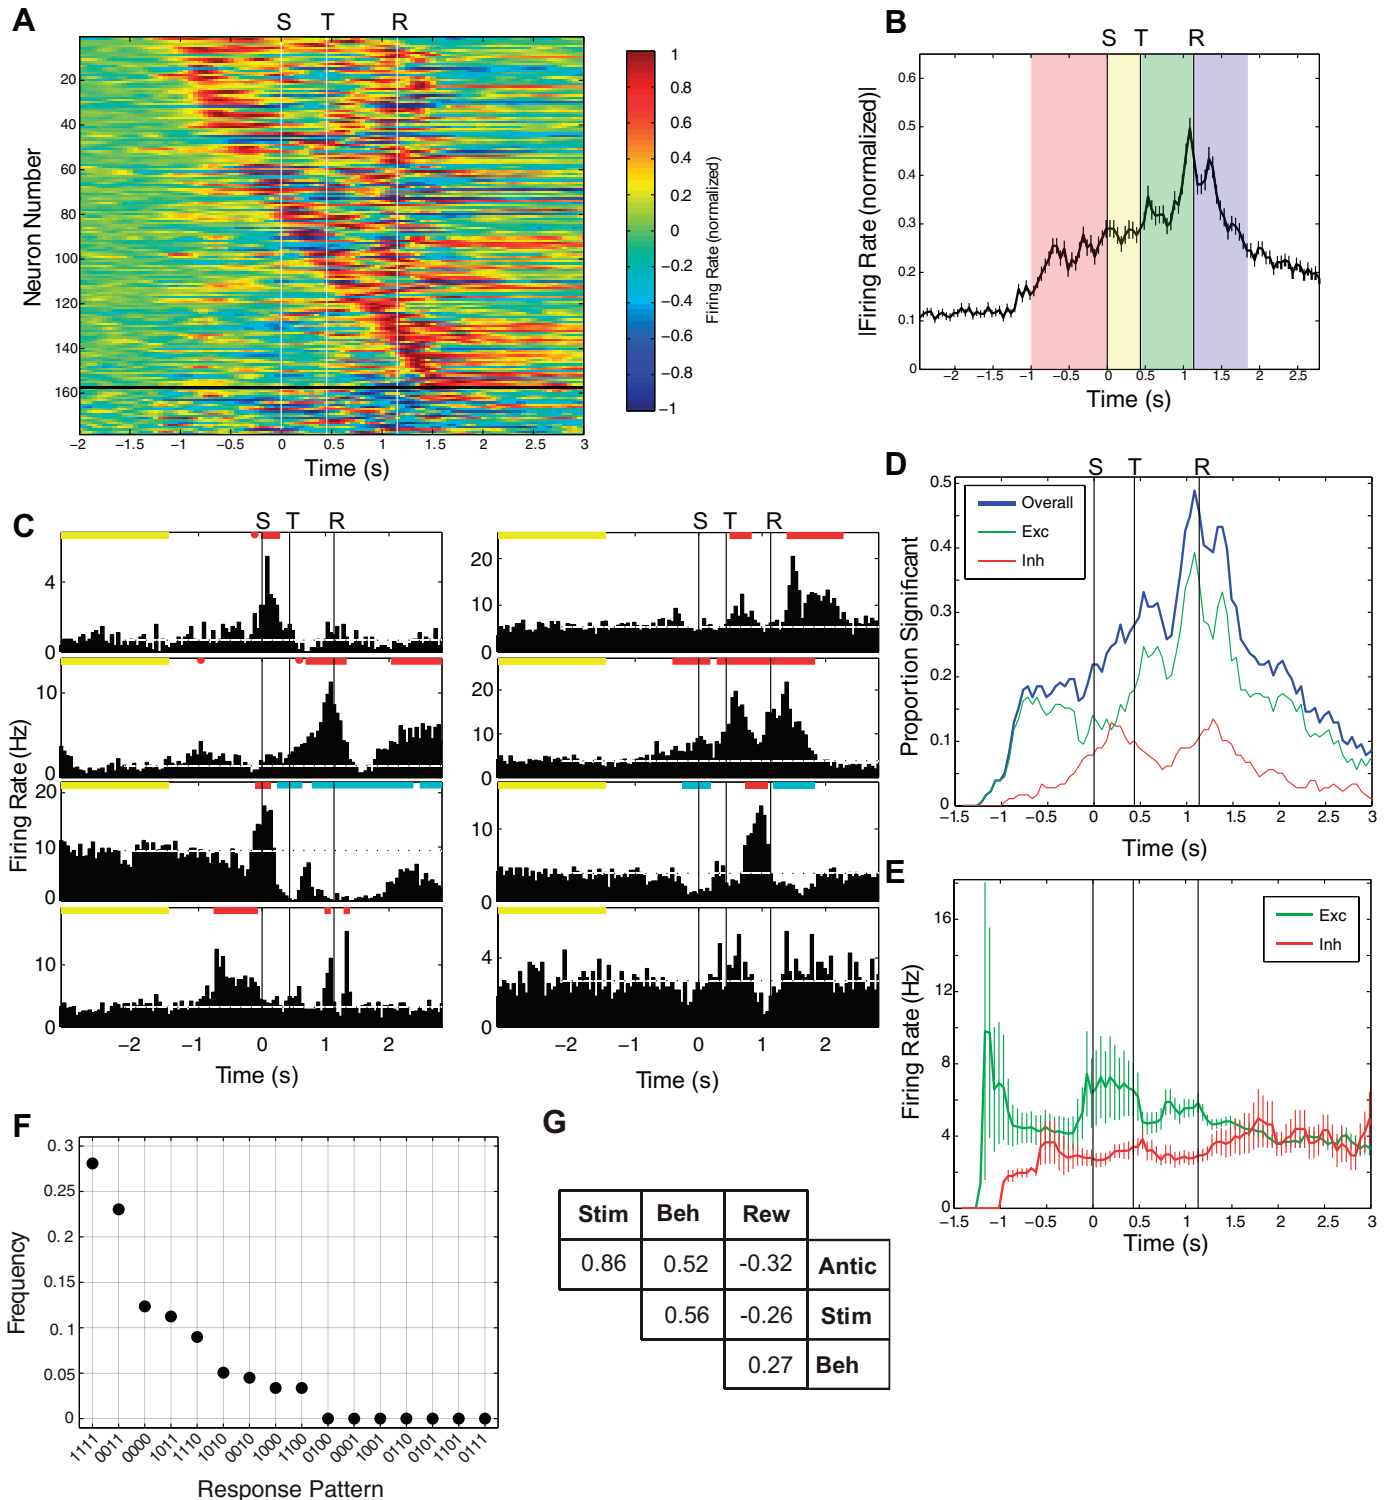 A
S T R
Neuron Number
20
40
60
80
100
120
140
160
−2 −1.5 −1 −0.5 0 0.5 1 1.5 2 2.5 3
Time (s)
1
0.8
0.6
0.4
0.2
0
−0.2
−0.4
−0.6
−0.8
−1
Firing Rate (normalized)
B
S T R
|Firing Rate (normalized)|
0.6
0.5
0.4
0.3
0.2
0.1
0
−2 −1.5 −1 −0.5 0 0.5 1 1.5 2 2.5
Time (s)
C
S T R
S T R
Firing Rate (Hz)
4
0
10
0
20
10
0
10
0
−2 −1 0 1 2
Time (s)
20
10
0
20
10
0
10
0
4
0
−2 −1 0 1 2
Time (s)
D
S T R
Overall
Exc
Inh
Proportion Significant
0.5
0.4
0.3
0.2
0.1
0
−1.5 −1 −0.5 0 0.5 1 1.5 2 2.5 3
Time (s)
E
Exc
Inh
Firing Rate (Hz)
16
12
8
4
0
−1.5 −1 −0.5 0 0.5 1 1.5 2 2.5 3
Time (s)
F
Frequency
0.3
0.25
0.2
0.15
0.1
0.05
0
1111 0011 0000 1011 1110 1010 0010 1000 1100 0100 0001 1001 0110 0101 1101 0111
Response Pattern
G
Stim Beh Rew
0.86 0.52 -0.32 Antic
0.56 -0.26 Stim
0.27 Beh